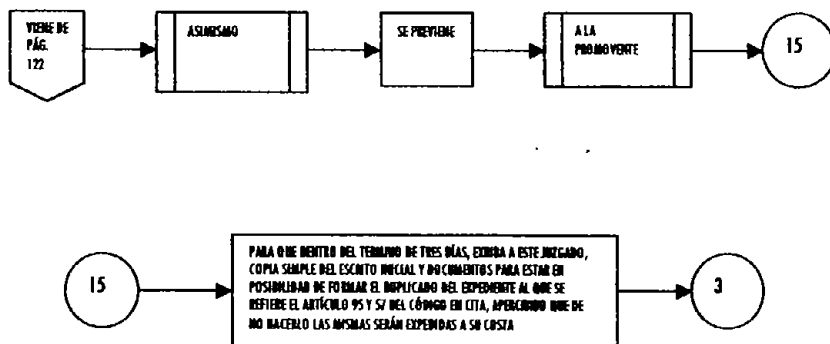 VIENE DE
PÁG.
122
ASIMISMO
SE PREVIENE
A LA
PROMOVENTE
15
15
PARA QUE DENTRO DEL TERMINO DE TRES DÍAS, EXHIBA A ESTE JUZGADO,
COPIA SIMPLE DEL ESCRITO INICIAL Y DOCUMENTOS PARA ESTAR EN
POSIBILIDAD DE FORMAR EL DUPLICADO DEL EXPEDIENTE AL QUE SE
REFIERE EL ARTÍCULO 95 Y 57 DEL CÓDIGO EN CITA, APERCIBIDO QUE DE
NO HACERLO LAS MISMAS SERÁN EXPEDIDAS A SU COSTA
3